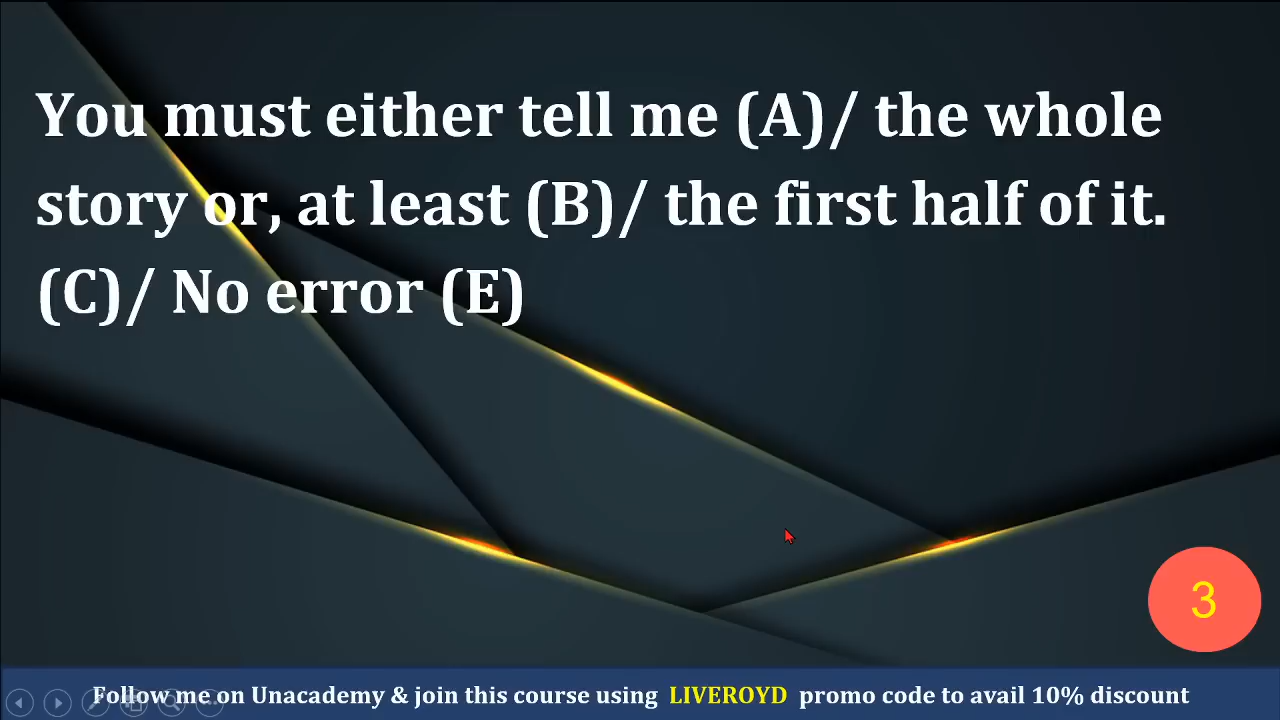 You must either tell me (A)/ the whole
story or, at least (B)/ the first half of it.
(C)/ No error (E)
3
Follow me on Unacademy & join this course using LIVEROYD promo code to avail 10% discount